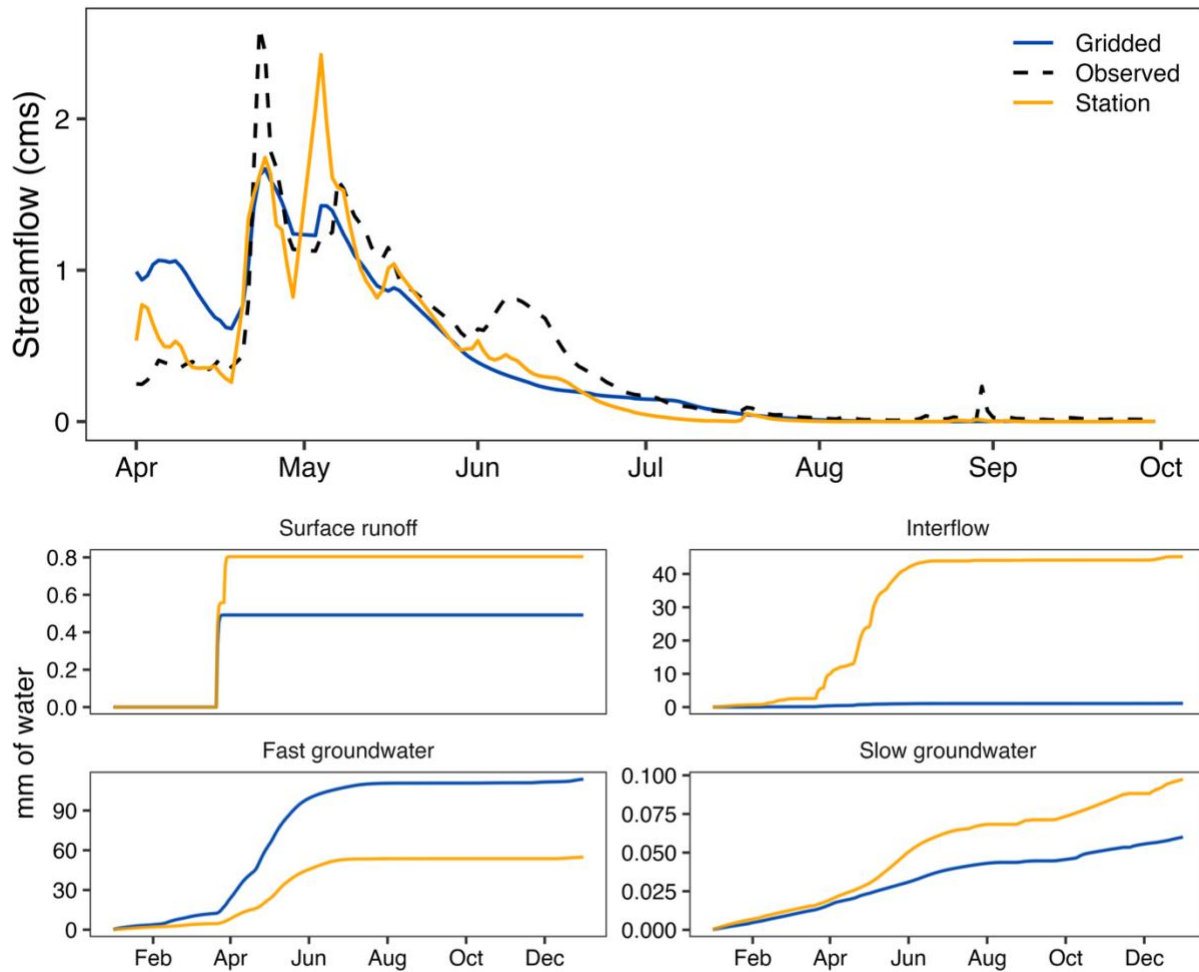 Streamflow (cms)
2
1
0
Gridded
Observed
Station
Apr May Jun Jul Aug Sep Oct
mm of water
Surface runoff
0.8
0.6
0.4
0.2
0.0
Interflow
40
30
20
10
0
Fast groundwater
90
60
30
0
Feb Apr Jun Aug Oct Dec
Slow groundwater
0.100
0.075
0.050
0.025
0.000
Feb Apr Jun Aug Oct Dec